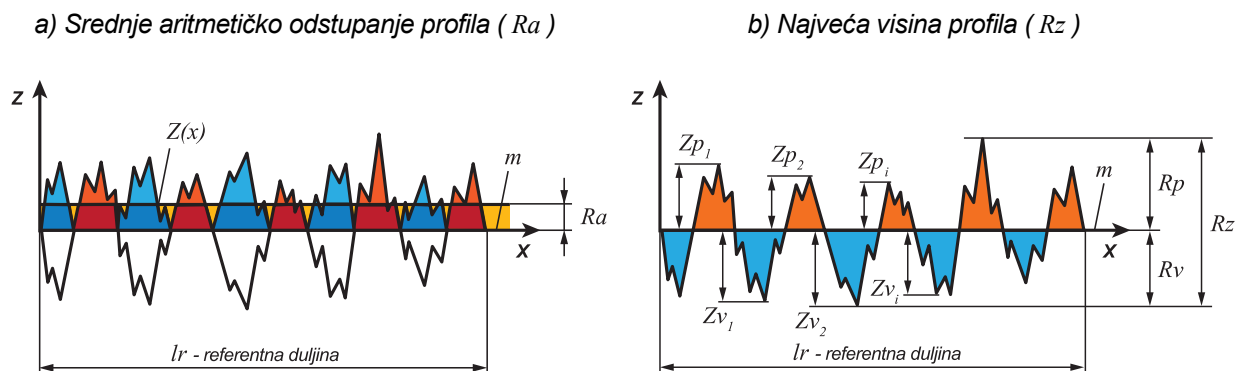 a) Srednje aritmetičko odstupanje profila ( Ra )
z
Z(x)
m
Ra
x
lr - referentna duljina
b) Najveća visina profila ( Rz )
z
Zp1
Zp2
Zpi
m
Rp
Rz
x
Rv
Zv1
Zv2
Zvi
lr - referentna duljina